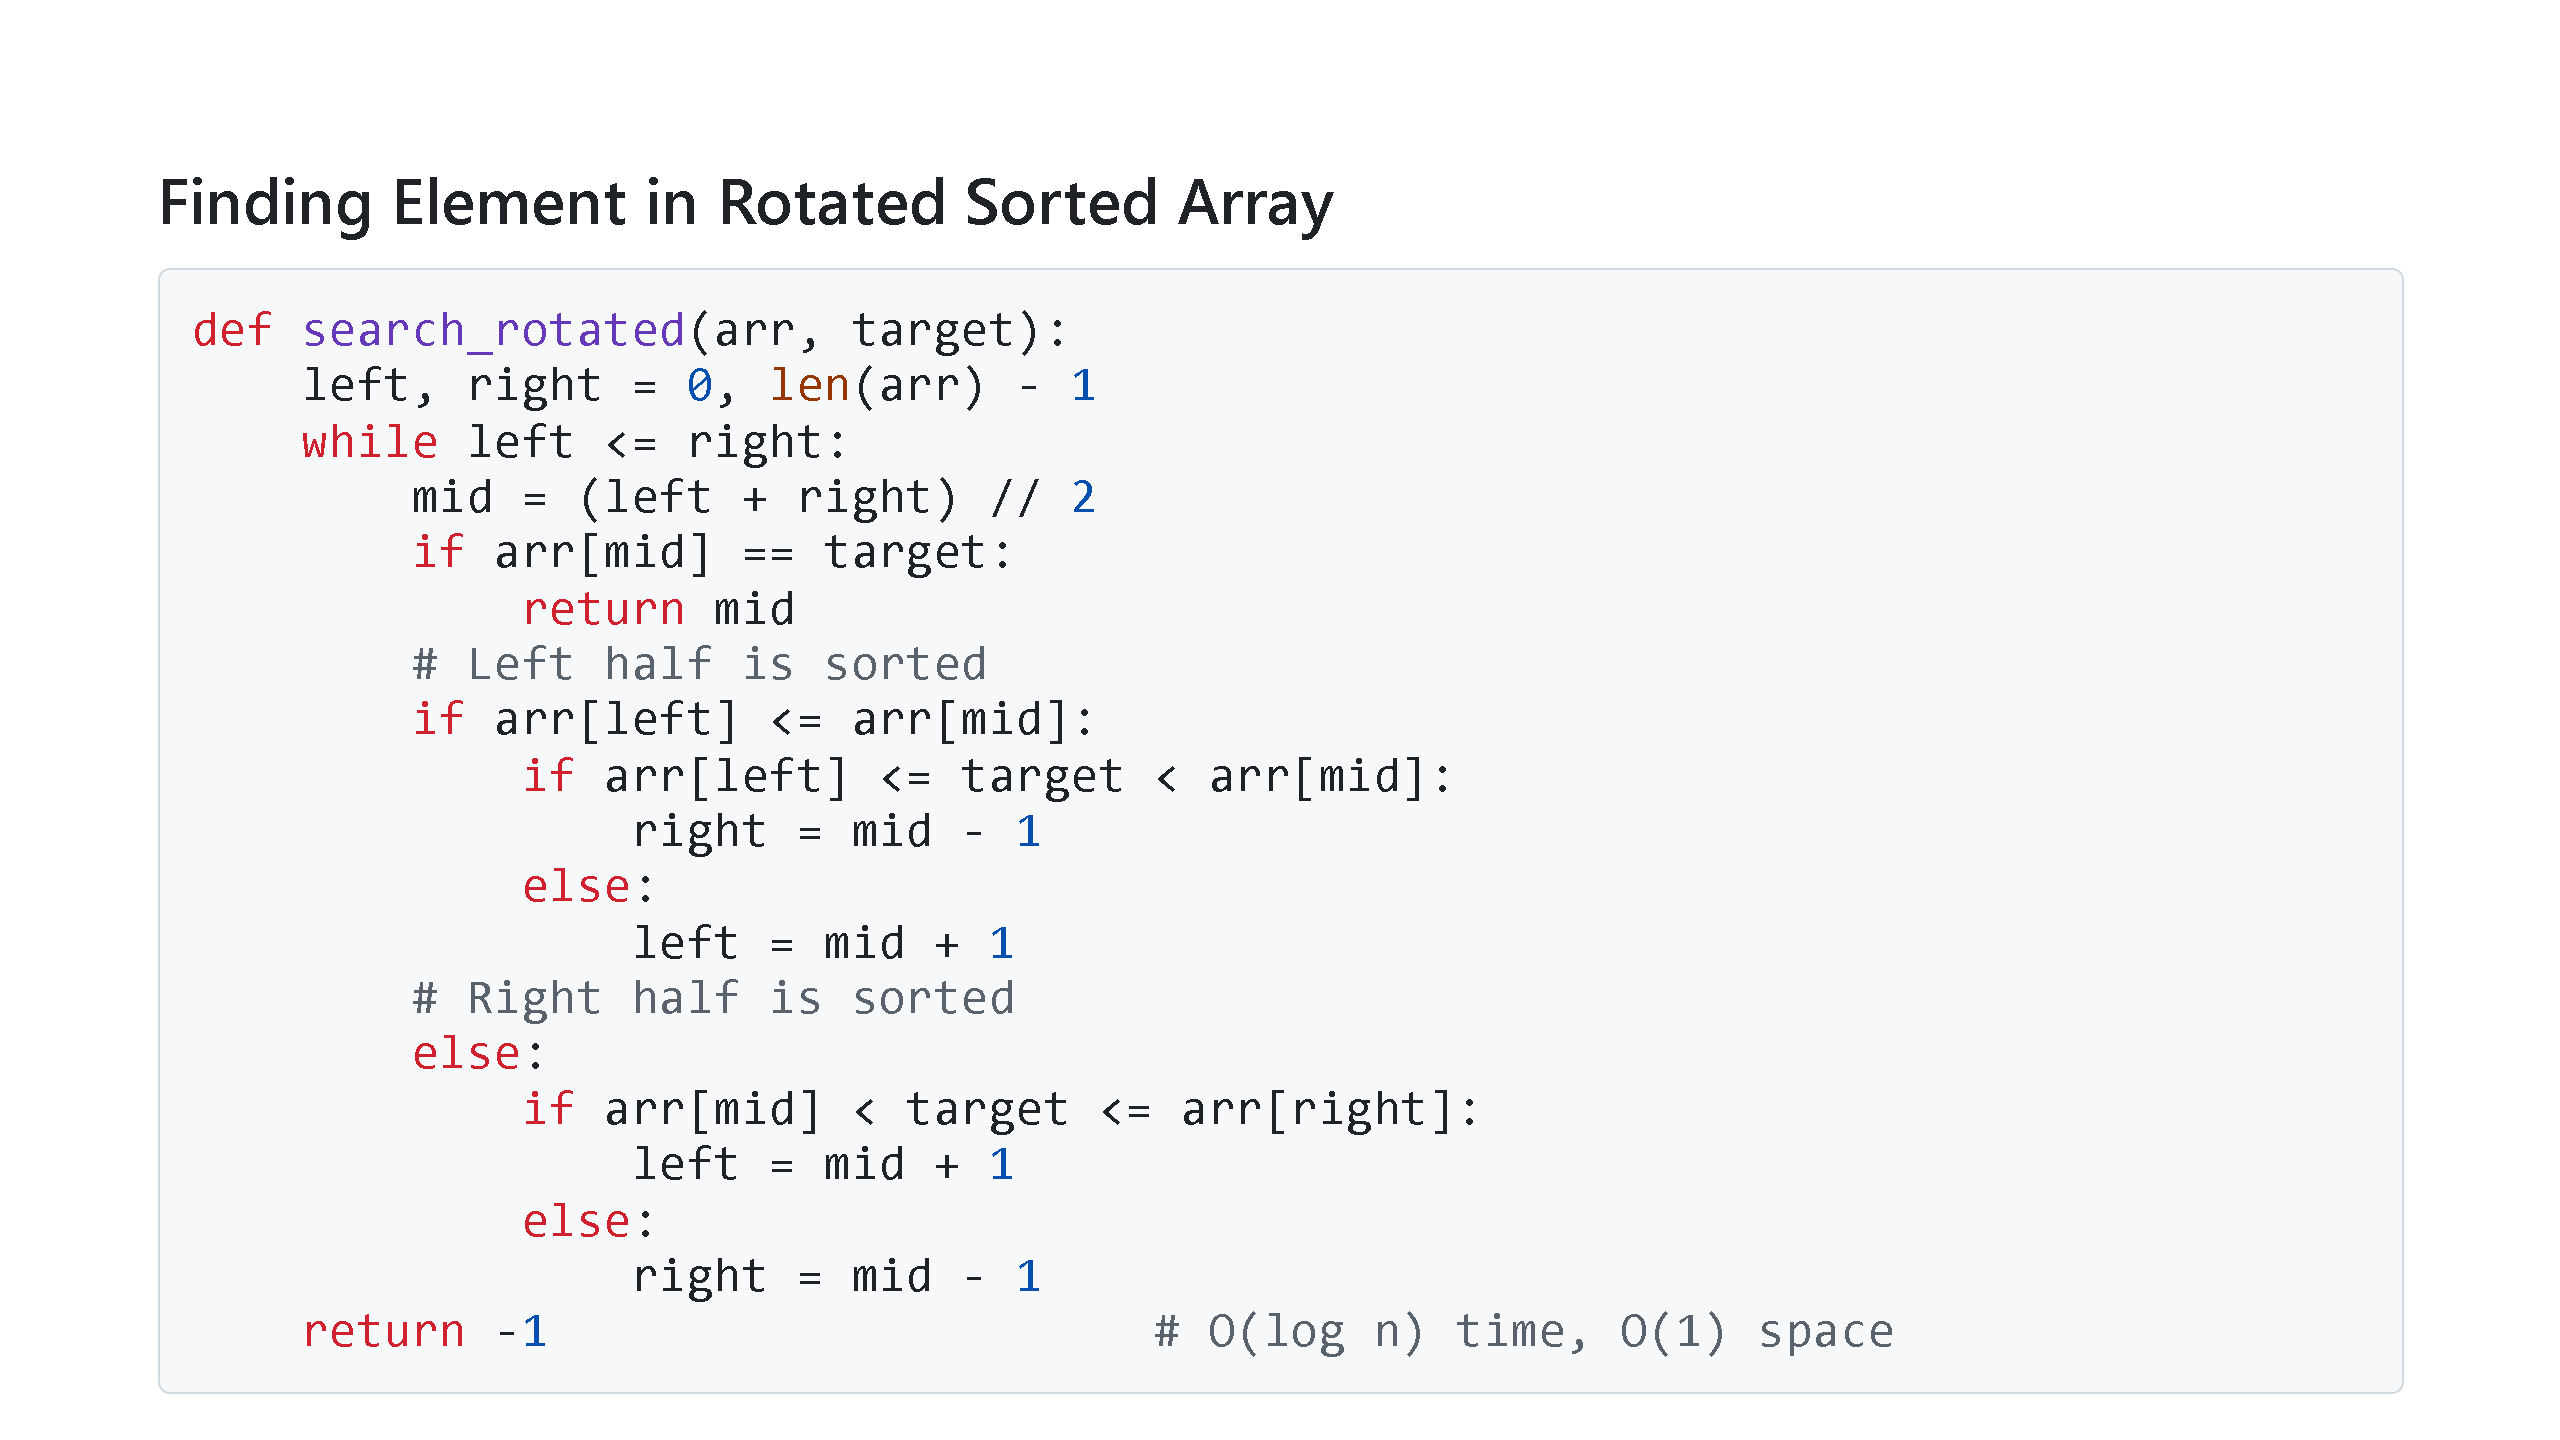 Finding Element in Rotated Sorted Array
def search_rotated(arr, target):
    left, right = 0, len(arr) - 1
    while left <= right:
        mid = (left + right) // 2
        if arr[mid] == target:
            return mid
        # Left half is sorted
        if arr[left] <= arr[mid]:
            if arr[left] <= target < arr[mid]:
                right = mid - 1
            else:
                left = mid + 1
        # Right half is sorted
        else:
            if arr[mid] < target <= arr[right]:
                left = mid + 1
            else:
                right = mid - 1
    return -1                      # O(log n) time, O(1) space